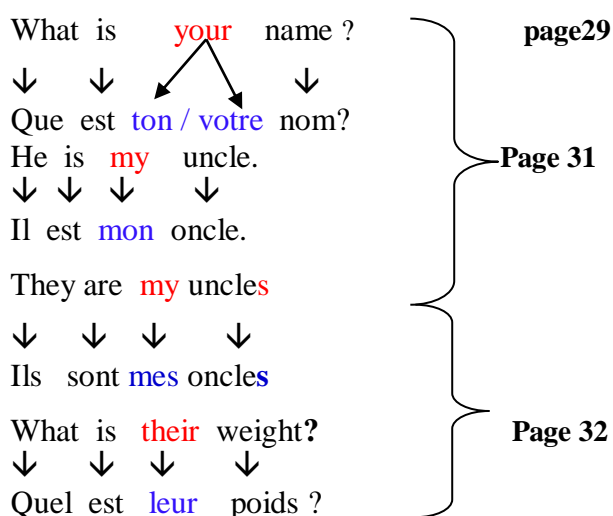 What is your name ? page29
Que est ton / votre nom?
He is my uncle. Page 31
Il est mon oncle.
They are my uncles
Ils sont mes oncles
What is their weight? Page 32
Quel est leur poids ?